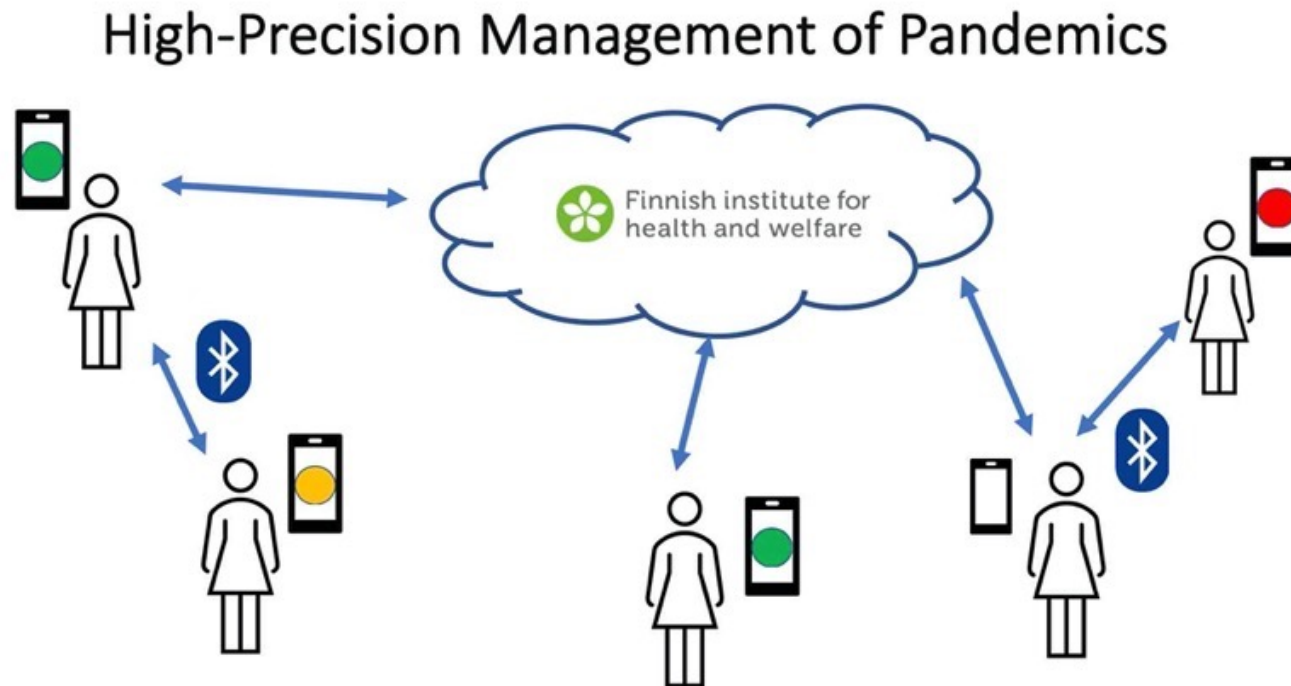 High-Precision Management of Pandemics
Finnish institute for
health and welfare